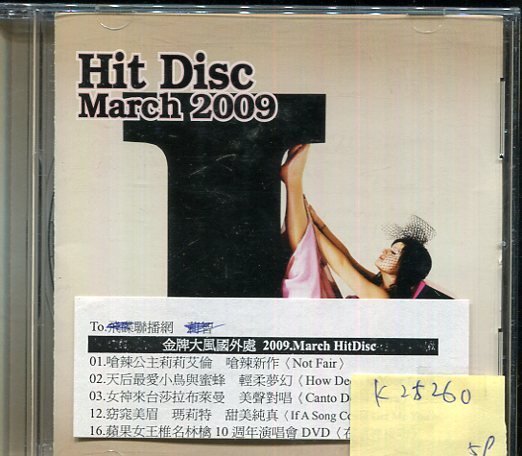 Hit Disc
March 2009
To.飛碟聯播網
金牌大風國外處 2009.March HitDisc
01.嗆辣公主莉莉艾倫 嗆辣新作〈Not Fair〉
02.天后最愛小鳥與蜜蜂 輕柔夢幻〈How De
03.女神來台莎拉布萊曼 美聲對唱〈Canto D
12.窈窕美眉 瑪莉特 甜美純真〈If A Song Co
16.蘋果女王椎名林檎 10 週年演唱會 DVD〈
K25260
5P